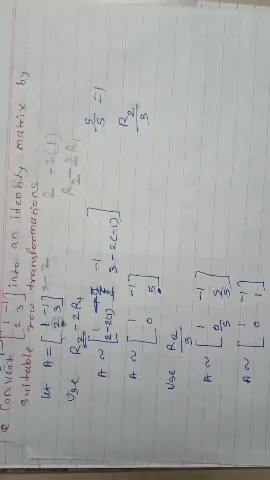 e Convert [1 -1
2 3] into an identity matrix by
suitable row transformations
Let A = [1 -1
2 3] x-2
2 -2(1)
Use R2 - 2R1
R2 - 2R1
A ~ [1 -1
2-2(1) 3-2(-1)]
A ~ [1 -1
0 5]
5/5 = 1
Use R2/5
R2/5
A ~ [1 -1
0/5 5/5]
A ~ [1 -1
0 1]